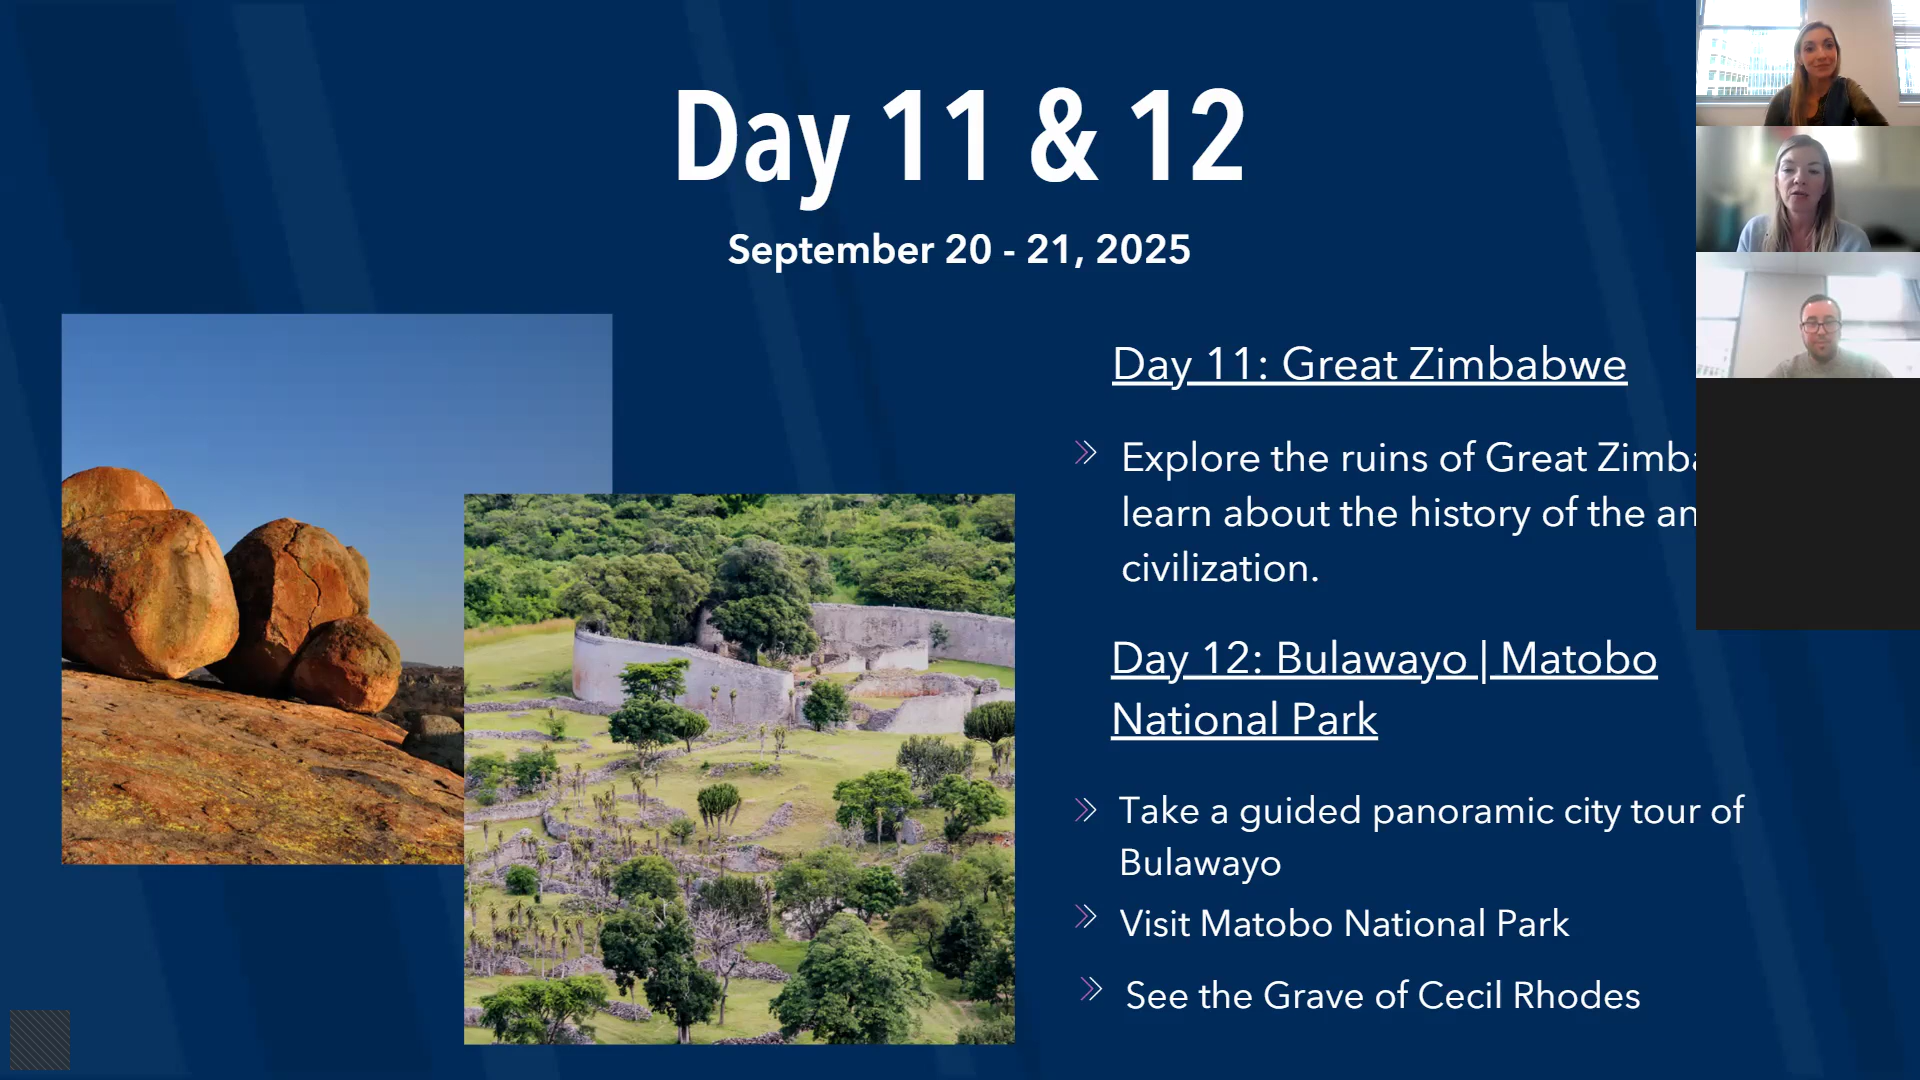 Day 11 & 12
September 20 - 21, 2025
Day 11: Great Zimbabwe
Explore the ruins of Great
learn about the history of the
civilization.
Day 12: Bulawayo | Matobo
National Park
Take a guided panoramic city tour of
Bulawayo
Visit Matobo National Park
See the Grave of Cecil Rhodes